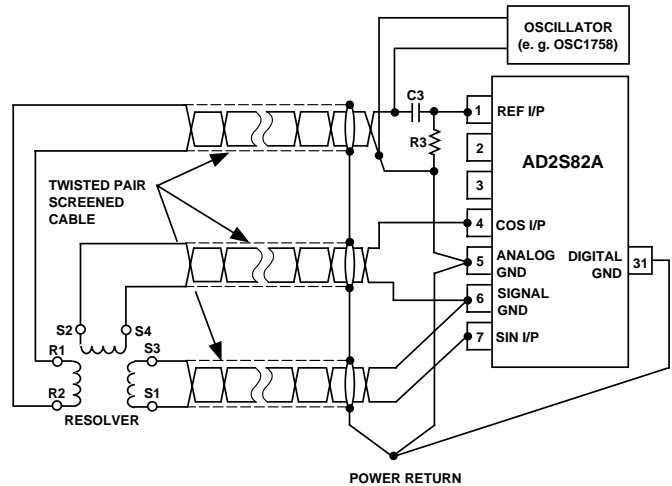 OSCILLATOR
(e. g. OSC1758)
C3
R3
1 REF I/P
2
3
AD2S82A
4 COS I/P
5 ANALOG
GND
DIGITAL
GND
31
6 SIGNAL
GND
7 SIN I/P
TWISTED PAIR
SCREENED
CABLE
S2
S4
R1
S3
R2
S1
RESOLVER
POWER RETURN